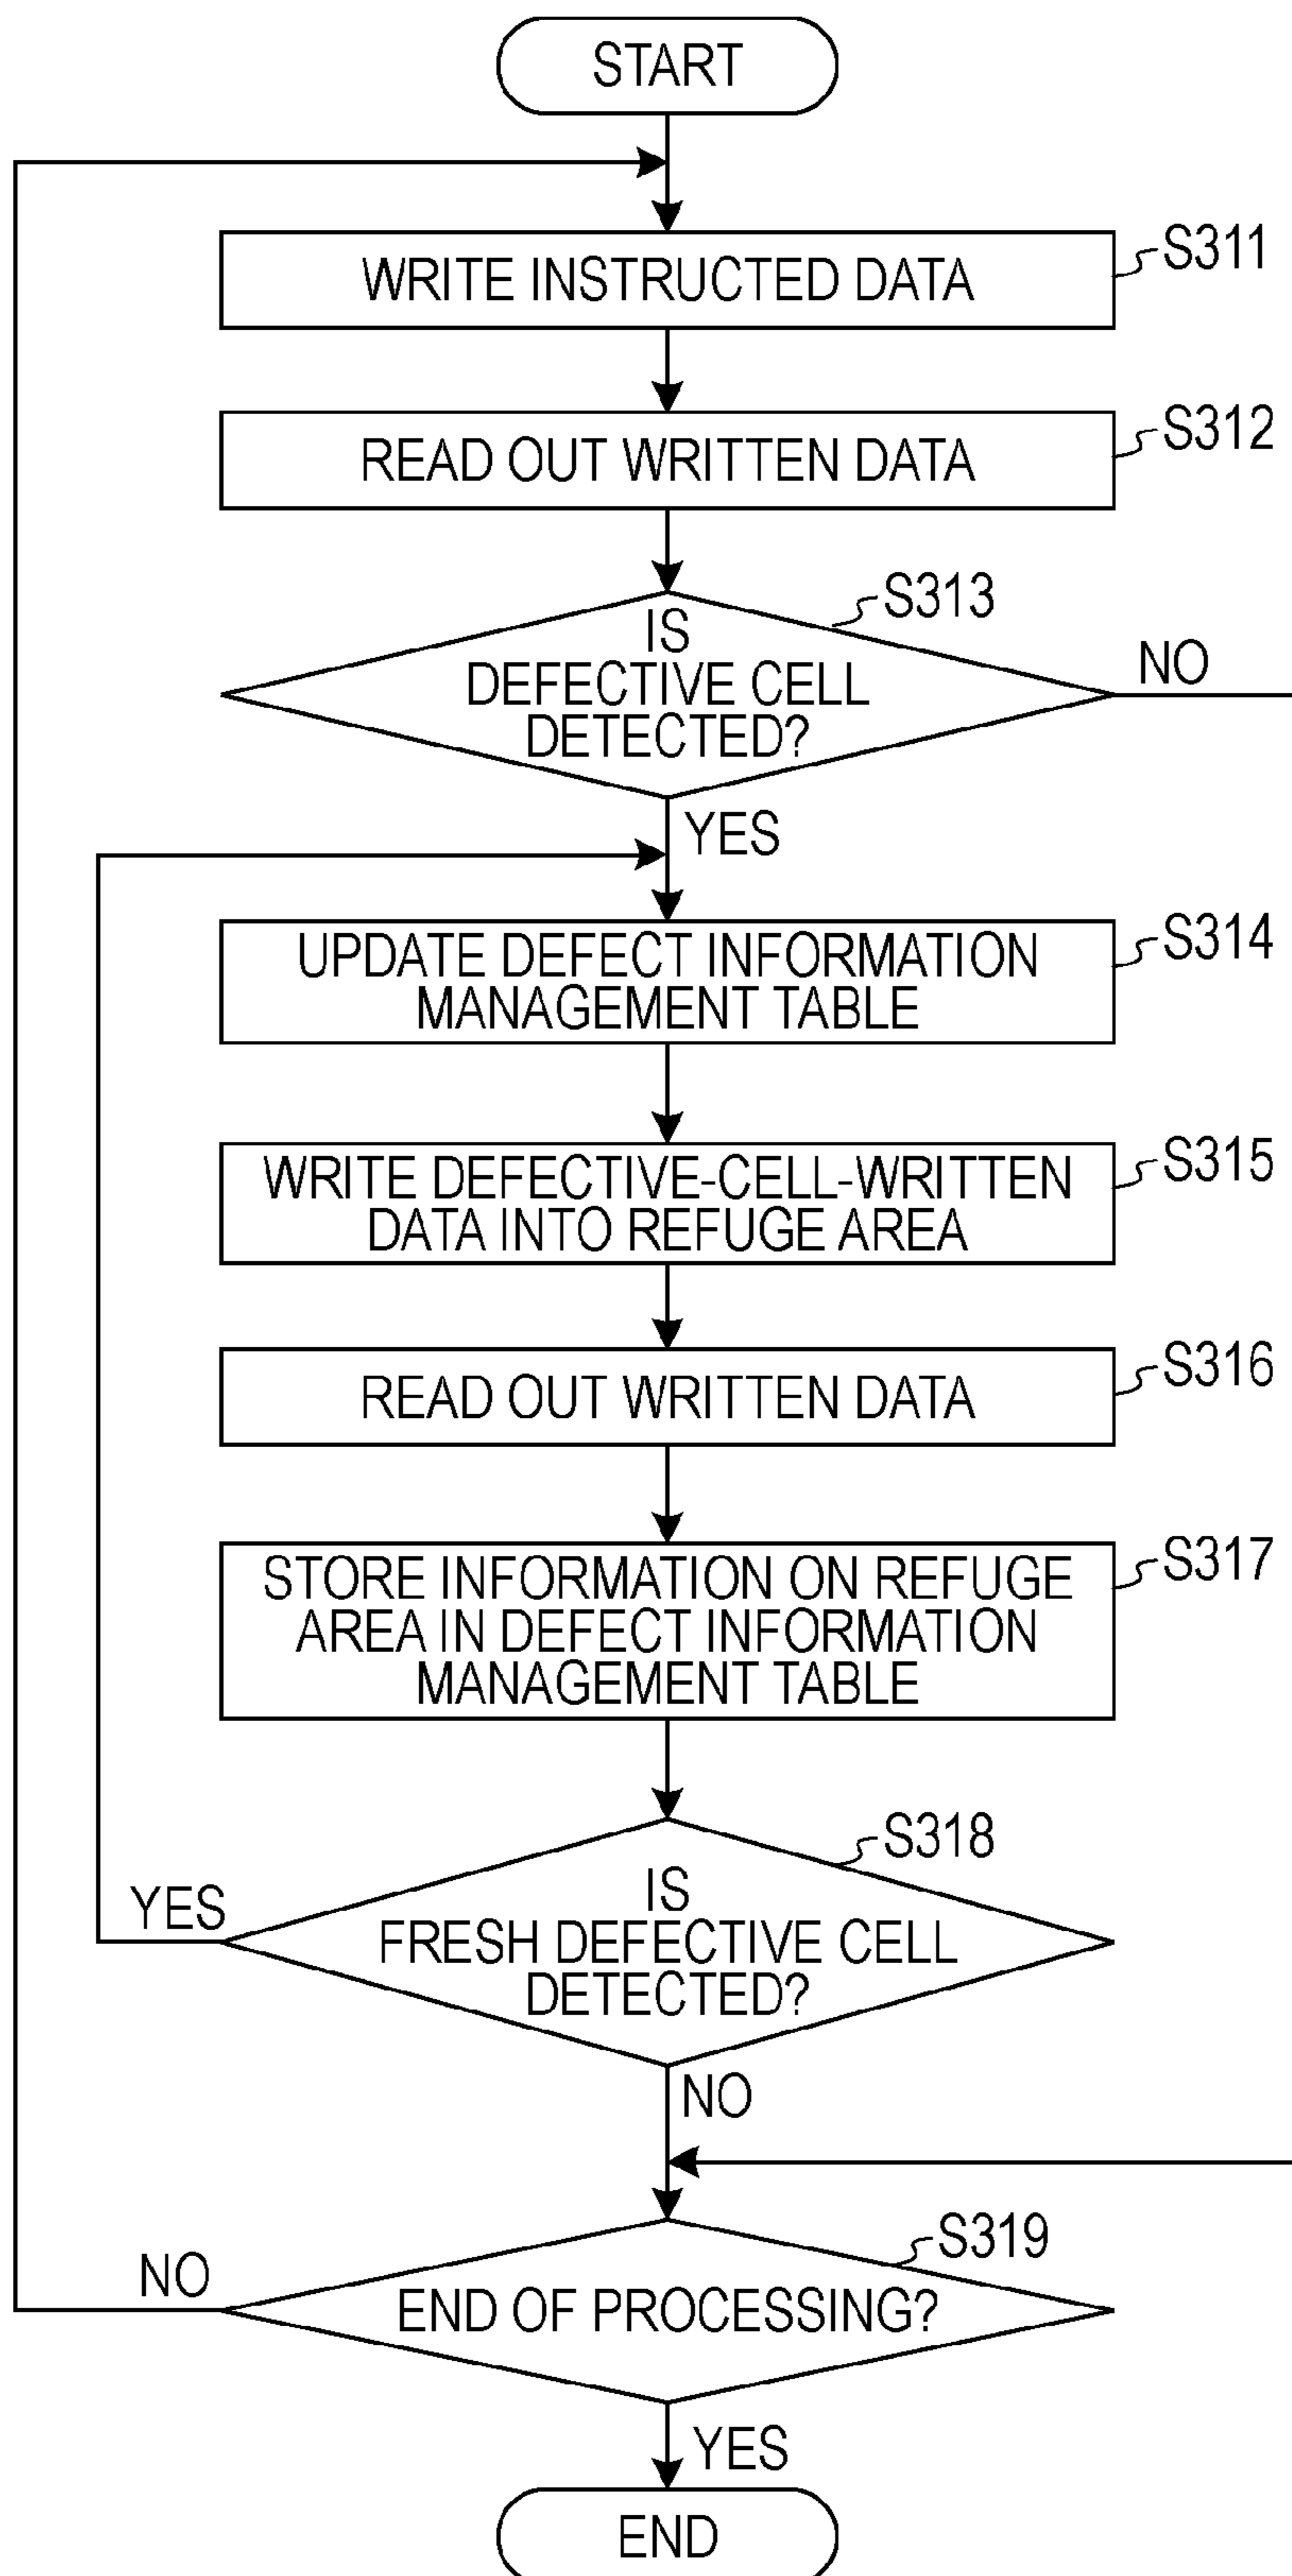 START
WRITE INSTRUCTED DATA
S311
READ OUT WRITTEN DATA
S312
S313
IS
DEFECTIVE CELL
DETECTED?
NO
YES
UPDATE DEFECT INFORMATION
MANAGEMENT TABLE
S314
WRITE DEFECTIVE-CELL-WRITTEN
DATA INTO REFUGE AREA
S315
READ OUT WRITTEN DATA
S316
STORE INFORMATION ON REFUGE
AREA IN DEFECT INFORMATION
MANAGEMENT TABLE
S317
S318
IS
FRESH DEFECTIVE CELL
DETECTED?
YES
NO
S319
END OF PROCESSING?
NO
YES
END